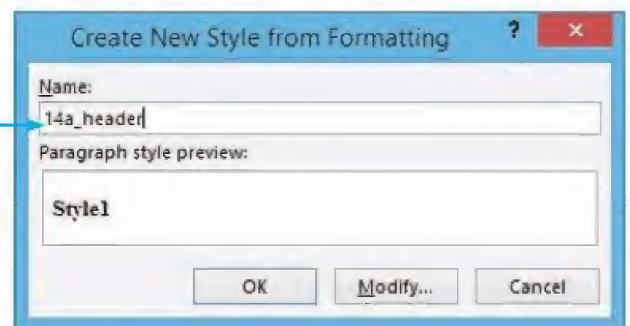 Create New Style from Formatting ? ×
Name:
14a_header
Paragraph style preview:
Style1
OK Modify... Cancel